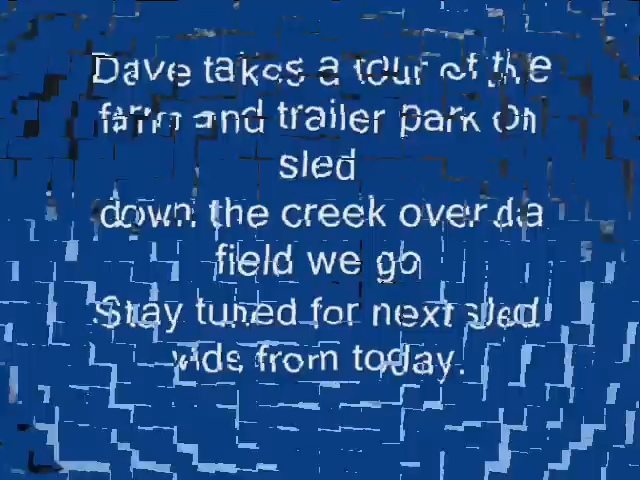 Dave takes a tour of the
farm and trailer park on
sled
down the creek over da
field we go
Stay tuned for next sled
vids from today.